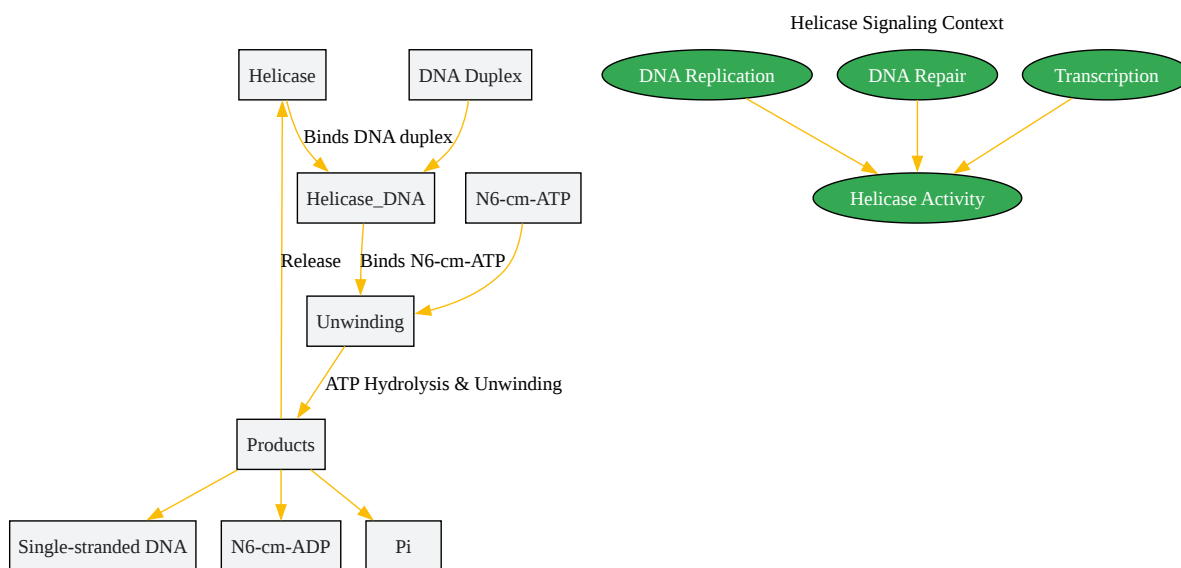 Helicase Signaling Context
Helicase
DNA Duplex
DNA Replication
DNA Repair
Transcription
Binds DNA duplex
Helicase_DNA
N6-cm-ATP
Helicase Activity
Release
Binds N6-cm-ATP
Unwinding
ATP Hydrolysis & Unwinding
Products
Single-stranded DNA
N6-cm-ADP
Pi